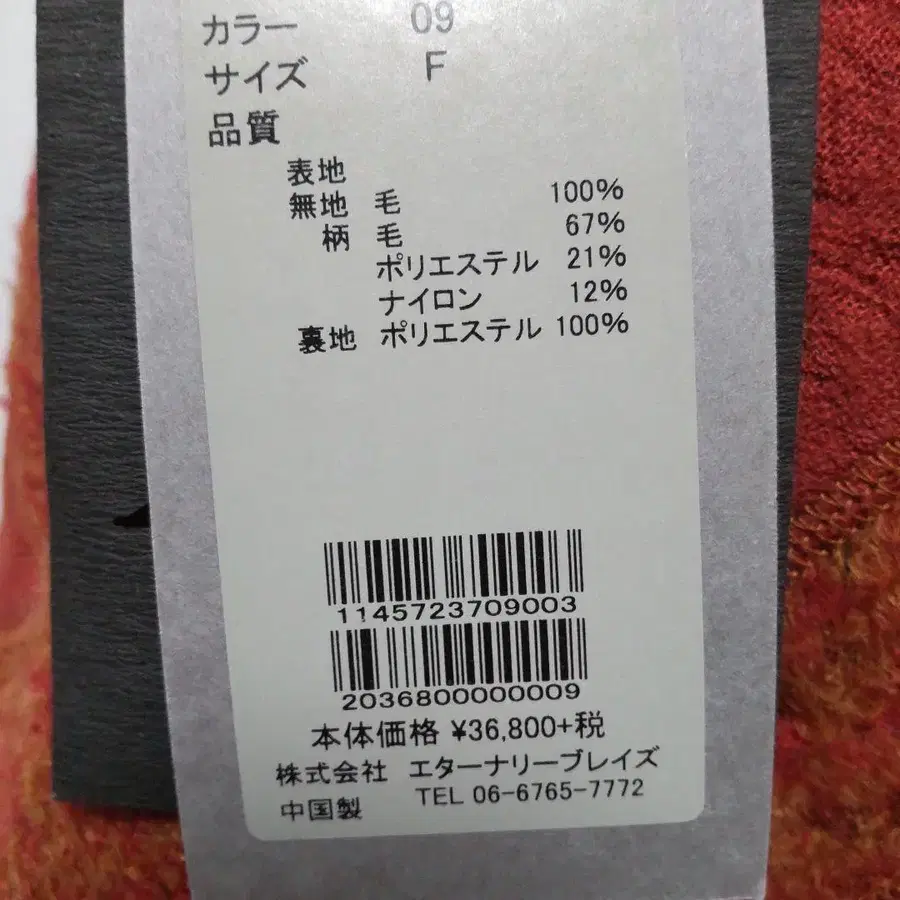 カラー 09
サイズ F
品質
表地
無地 毛 100%
柄 毛 67%
ポリエステル 21%
ナイロン 12%
裏地 ポリエステル 100%
1145723709003
2036800000009
本体価格 ¥36,800+税
株式会社 エターナリーブレイズ
中国製 TEL 06-6765-7772